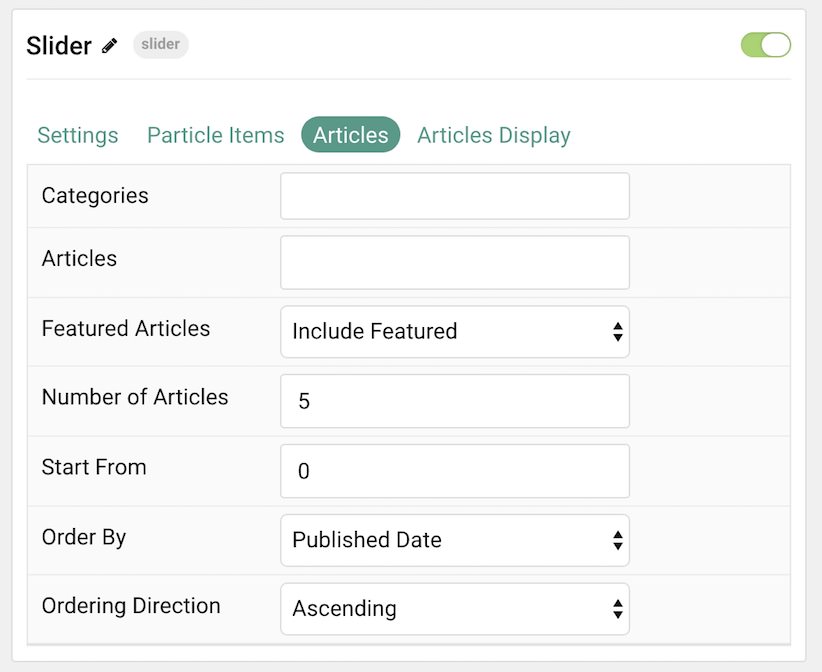 Slider slider
Settings Particle Items Articles Articles Display
Categories
Articles
Featured Articles Include Featured
Number of Articles 5
Start From 0
Order By Published Date
Ordering Direction Ascending